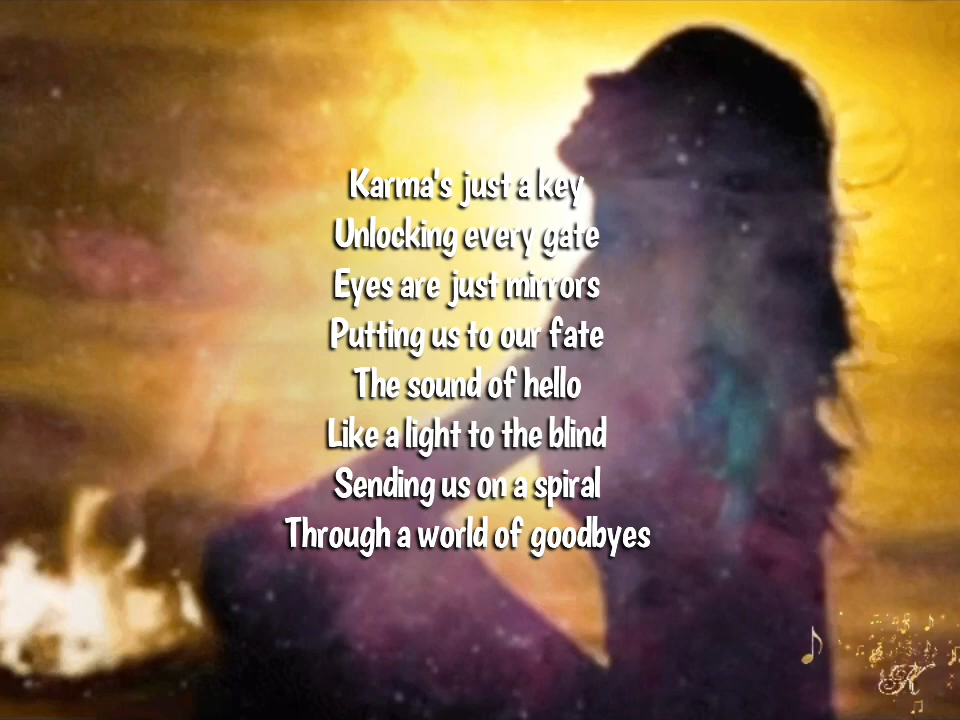 Karma's just a key
Unlocking every gate
Eyes are just mirrors
Putting us to our fate
The sound of hello
Like a light to the blind
Sending us on a spiral
Through a world of goodbyes
K